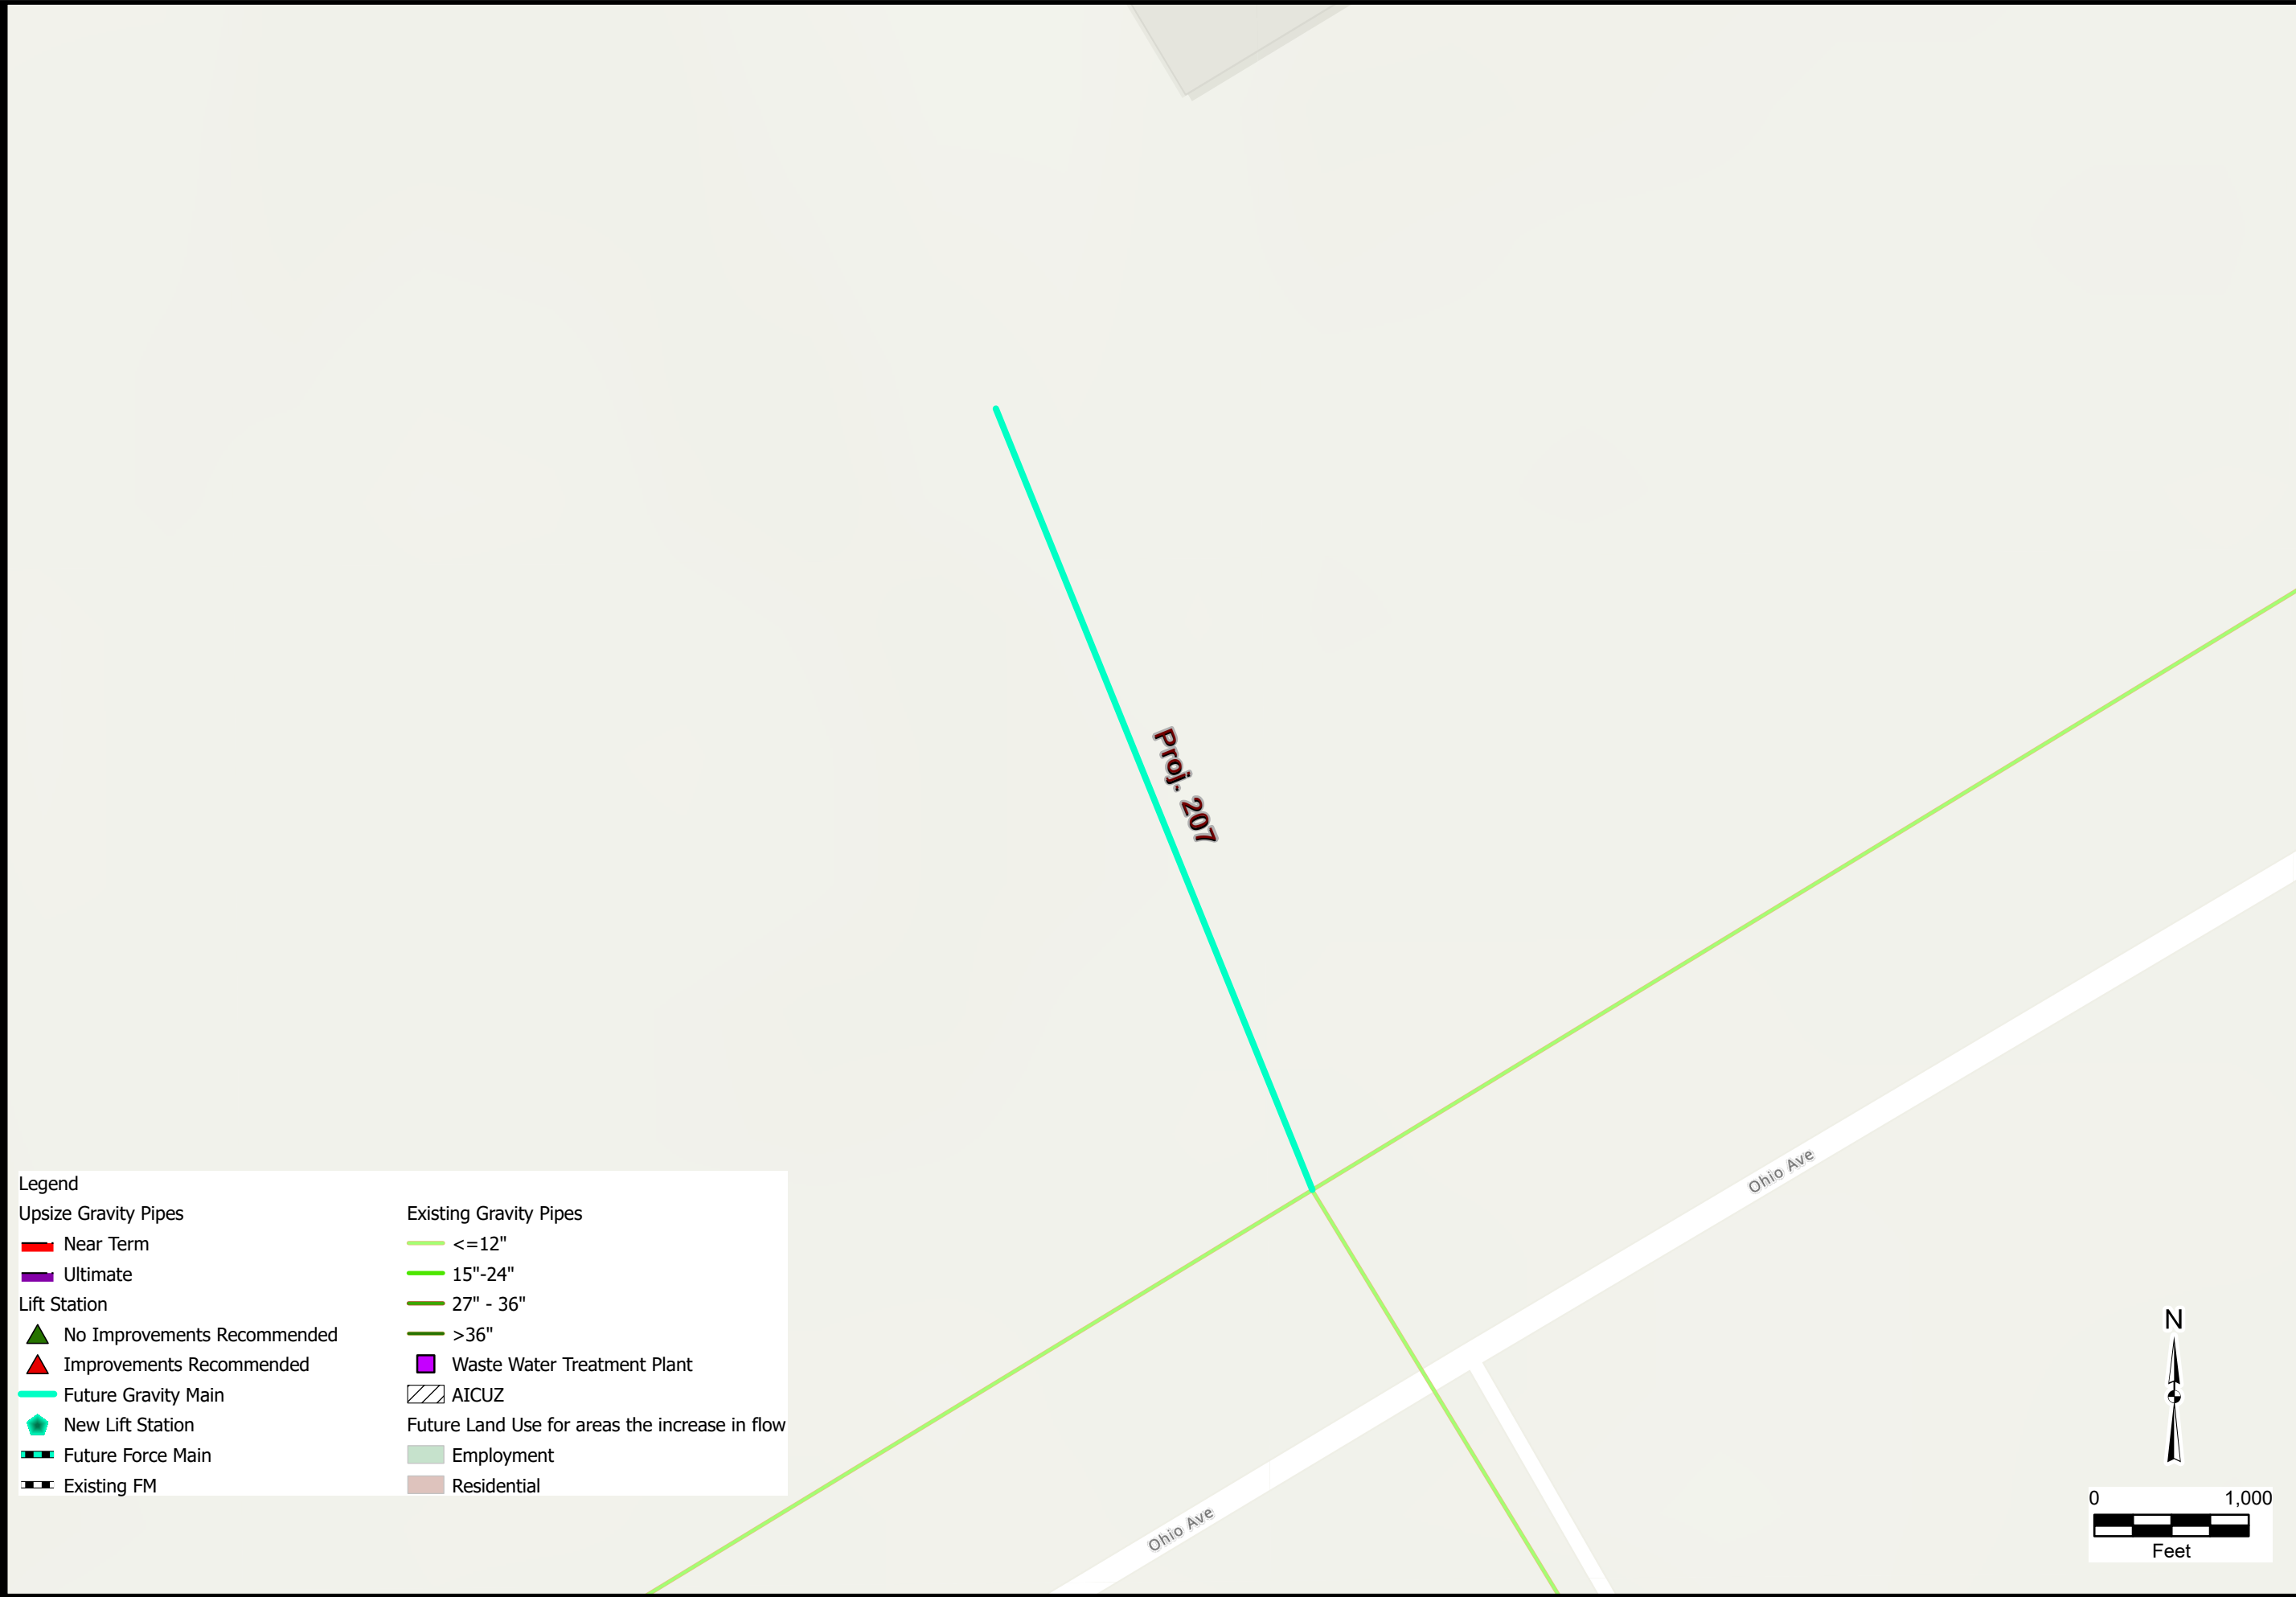 Proj. 207
Ohio Ave
Ohio Ave
Legend
Upsize Gravity Pipes
Near Term
Ultimate
Lift Station
No Improvements Recommended
Improvements Recommended
Future Gravity Main
New Lift Station
Future Force Main
Existing FM
Existing Gravity Pipes
<=12"
15"-24"
27" - 36"
>36"
Waste Water Treatment Plant
AICUZ
Future Land Use for areas the increase in flow
Employment
Residential
N
0 1,000
Feet